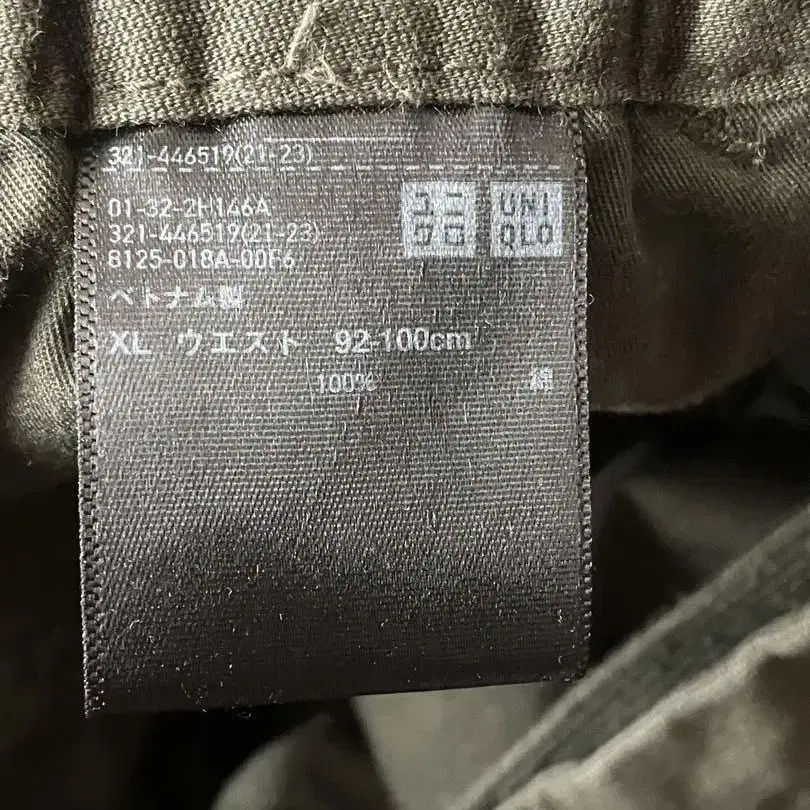 321-446519(21-23)
01-32-2H146A
321-446519(21-23)
8125-018A-00F6
ユニ
クロ
UNI
QLO
ベトナム製
XL ウエスト 92-100cm
100% 綿